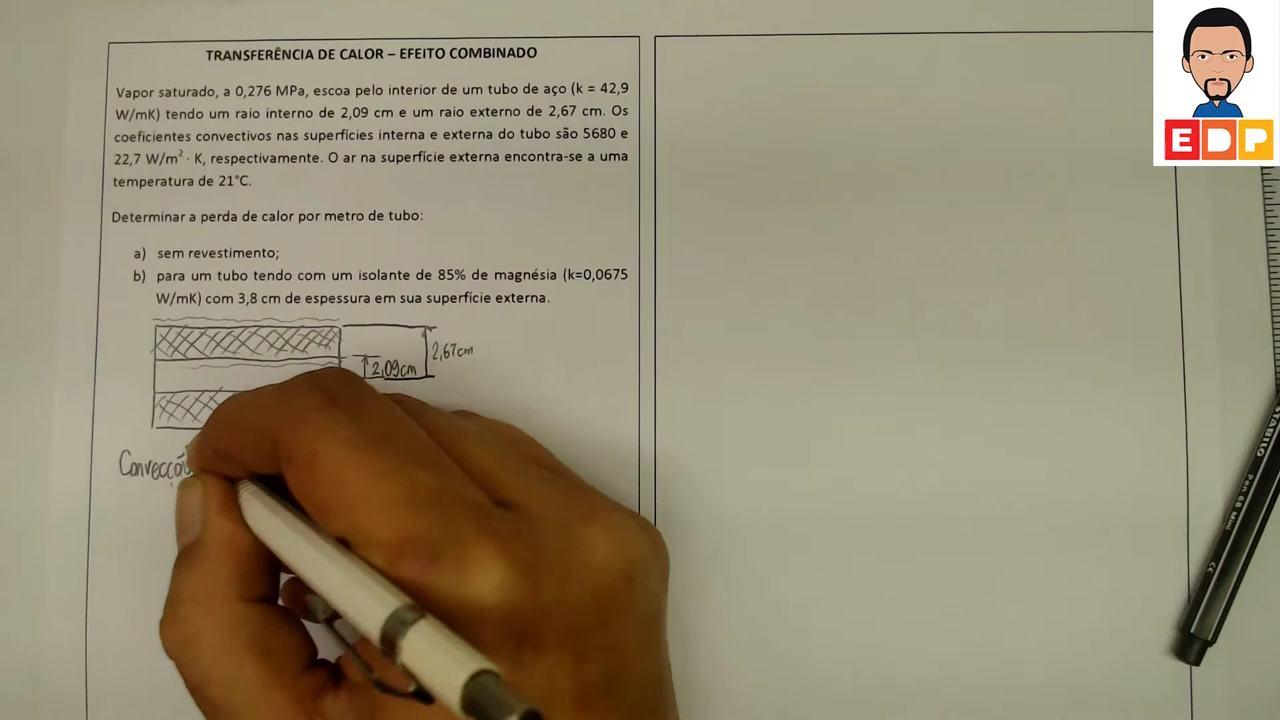 TRANSFERÊNCIA DE CALOR – EFEITO COMBINADO
Vapor saturado, a 0,276 MPa, escoa pelo interior de um tubo de aço (k = 42,9
W/mK) tendo um raio interno de 2,09 cm e um raio externo de 2,67 cm. Os
coeficientes convectivos nas superfícies interna e externa do tubo são 5680 e
22,7 W/m² · K, respectivamente. O ar na superfície externa encontra-se a uma
temperatura de 21°C.
Determinar a perda de calor por metro de tubo:
a) sem revestimento;
b) para um tubo tendo com um isolante de 85% de magnésia (k=0,0675
W/mK) com 3,8 cm de espessura em sua superfície externa.
2,67cm
2,09cm
Convecção
EDP
STABILO
Pen 68 Mini